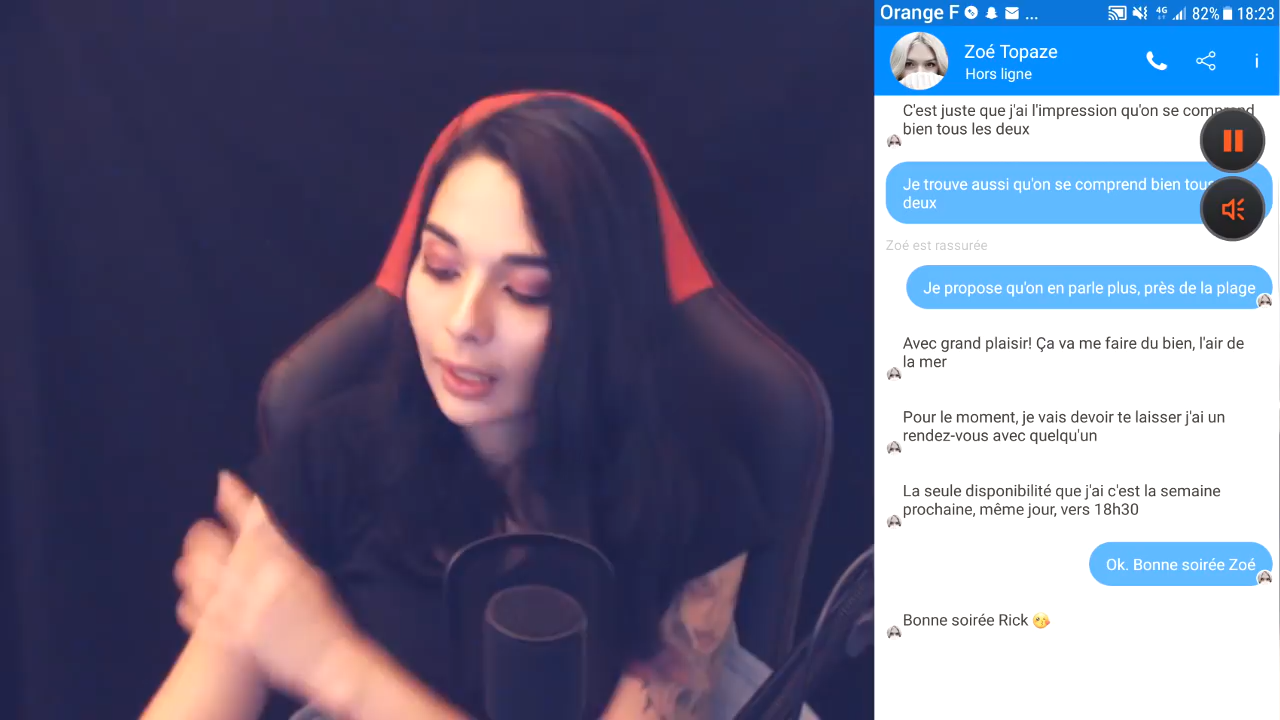 Orange F ... 4G 82% 18:23
Zoé Topaze
Hors ligne
C'est juste que j'ai l'impression qu'on se comprend
bien tous les deux
Je trouve aussi qu'on se comprend bien tous
deux
Zoé est rassurée
Je propose qu'on en parle plus, près de la plage
Avec grand plaisir! Ça va me faire du bien, l'air de
la mer
Pour le moment, je vais devoir te laisser j'ai un
rendez-vous avec quelqu'un
La seule disponibilité que j'ai c'est la semaine
prochaine, même jour, vers 18h30
Ok. Bonne soirée Zoé
Bonne soirée Rick 😘